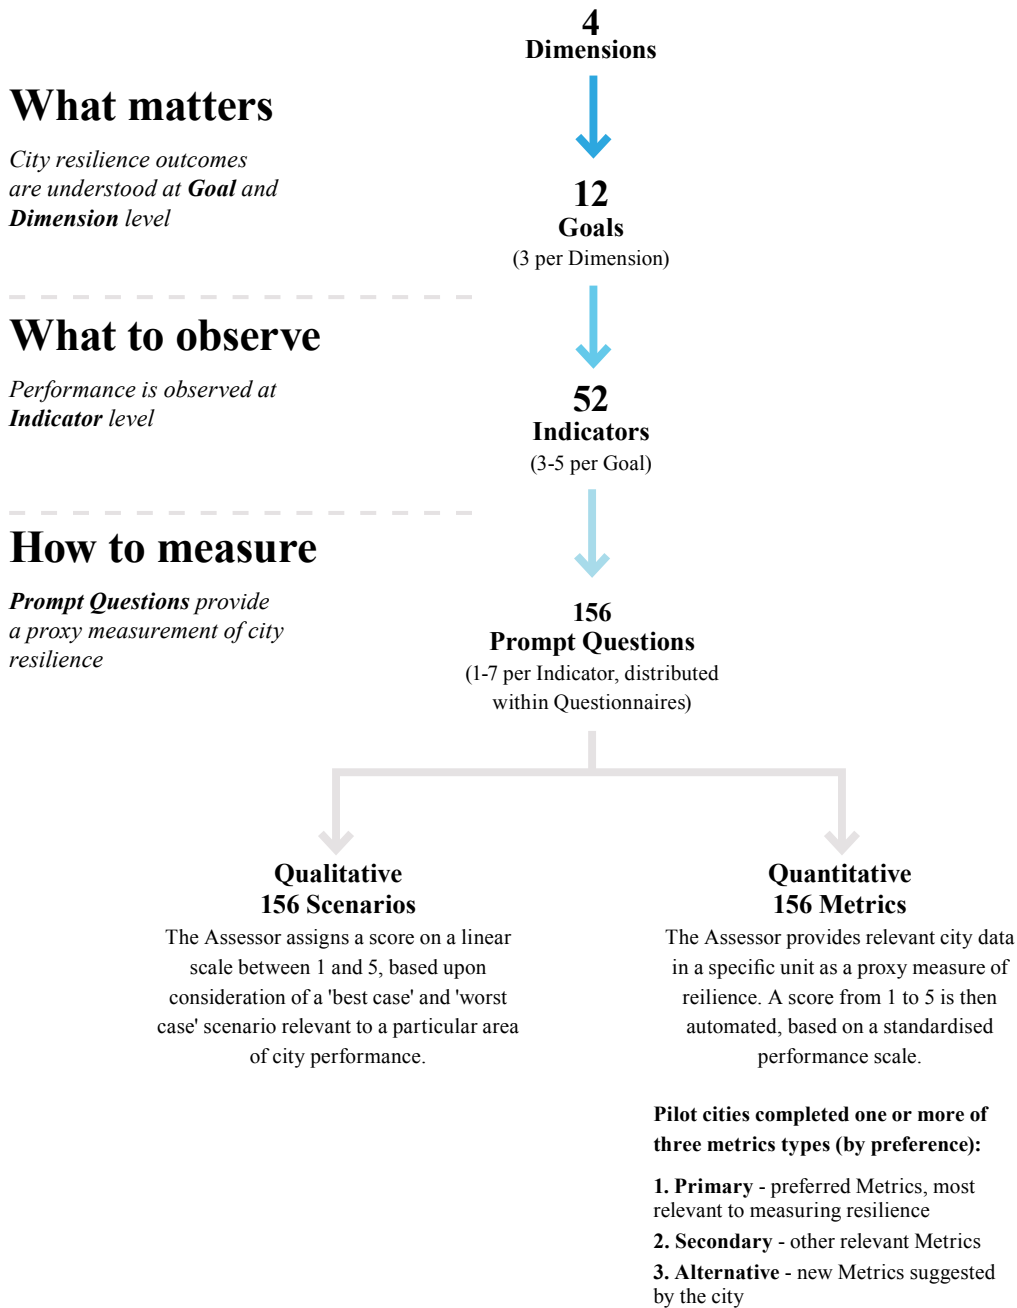 4
Dimensions
What matters
City resilience outcomes
are understood at Goal and
Dimension level
12
Goals
(3 per Dimension)
What to observe
Performance is observed at
Indicator level
52
Indicators
(3-5 per Goal)
How to measure
Prompt Questions provide
a proxy measurement of city
resilience
156
Prompt Questions
(1-7 per Indicator, distributed
within Questionnaires)
Qualitative
156 Scenarios
The Assessor assigns a score on a linear
scale between 1 and 5, based upon
consideration of a 'best case' and 'worst
case' scenario relevant to a particular area
of city performance.
Quantitative
156 Metrics
The Assessor provides relevant city data
in a specific unit as a proxy measure of
reilience. A score from 1 to 5 is then
automated, based on a standardised
performance scale.
Pilot cities completed one or more of
three metrics types (by preference):
1. Primary - preferred Metrics, most
relevant to measuring resilience
2. Secondary - other relevant Metrics
3. Alternative - new Metrics suggested
by the city